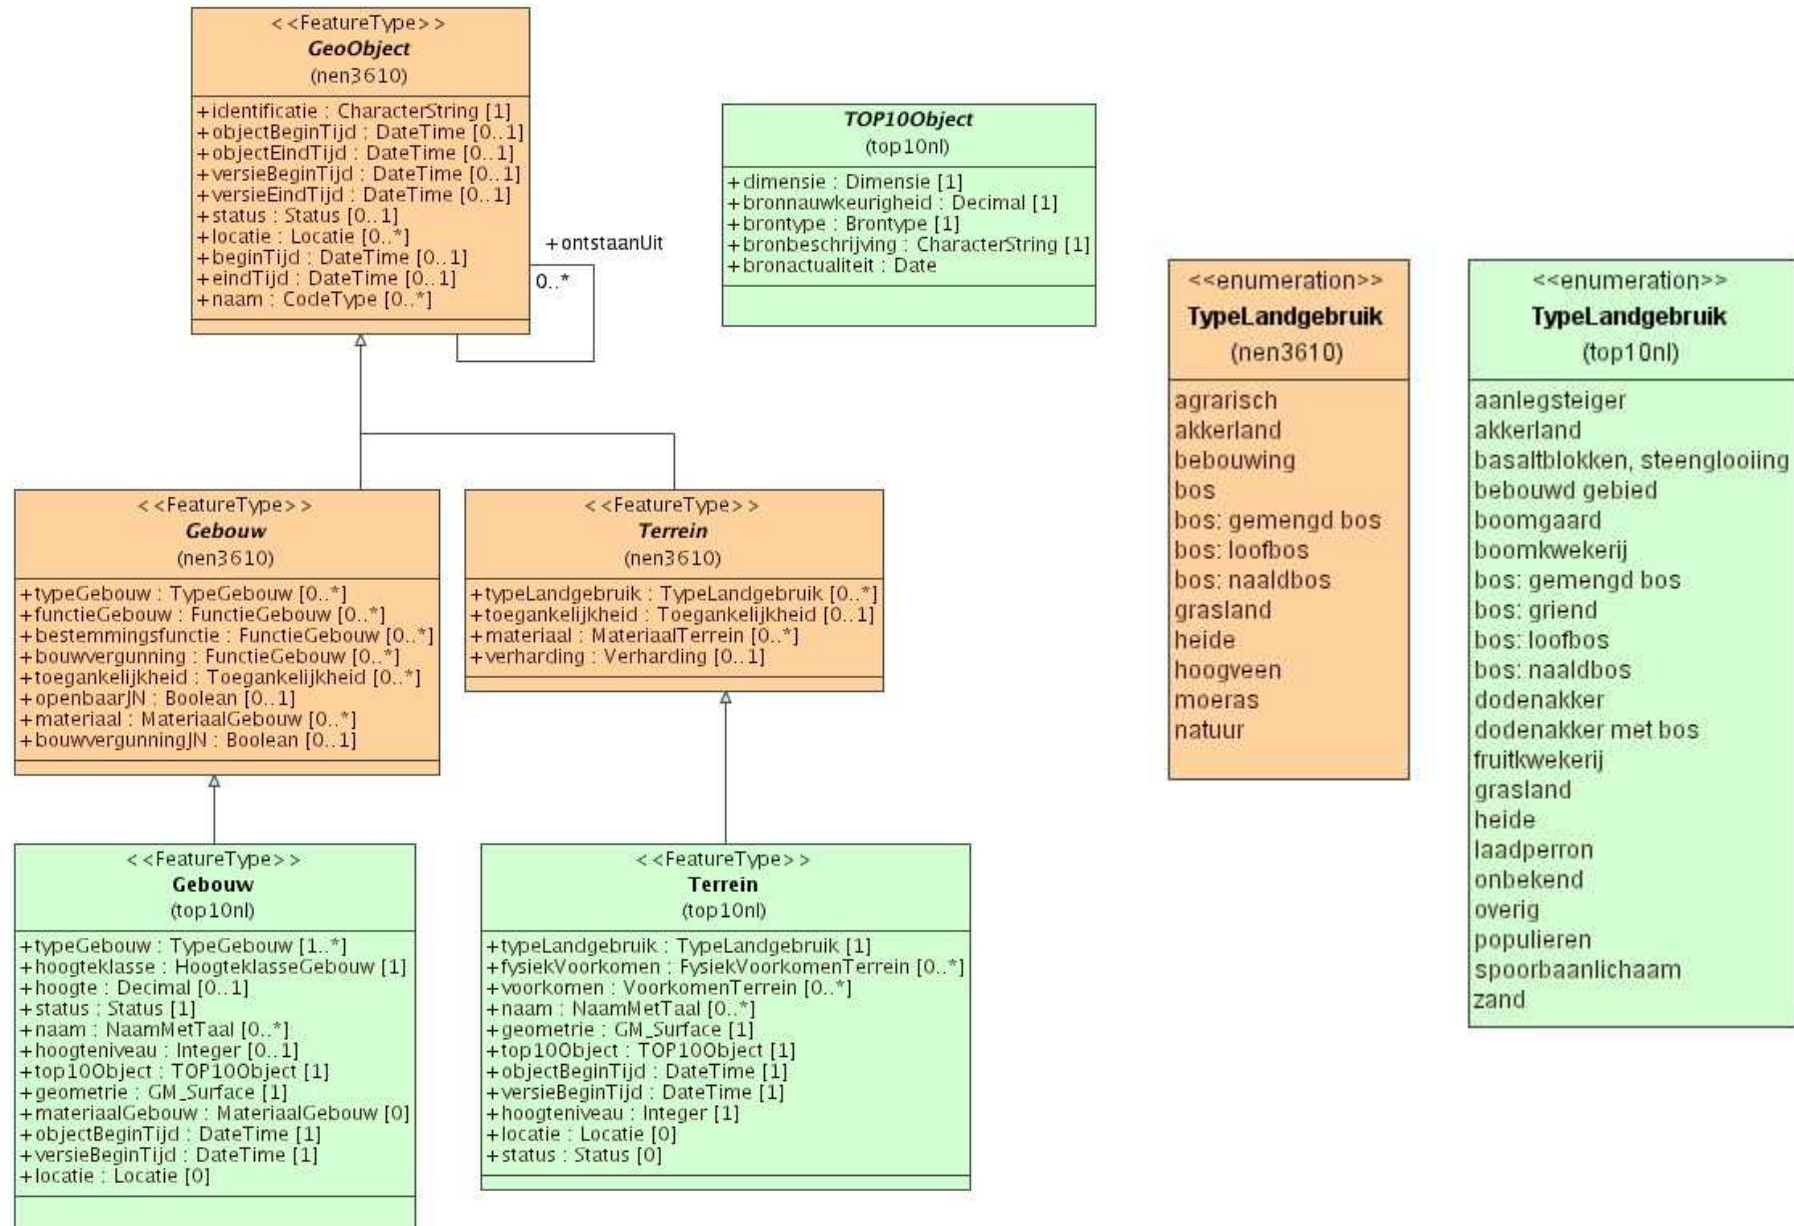 <<FeatureType>>
GeoObject
(nen3610)
+identificatie : CharacterString [1]
+objectBeginTijd : DateTime [0..1]
+objectEindTijd : DateTime [0..1]
+versieBeginTijd : DateTime [0..1]
+versieEindTijd : DateTime [0..1]
+status : Status [0..1]
+locatie : Locatie [0..*]
+beginTijd : DateTime [0..1]
+eindTijd : DateTime [0..1]
+naam : CodeType [0..*]
+ontstaanUit
0..*
TOP10Object
(top10nl)
+dimensie : Dimensie [1]
+bronnauwkeurigheid : Decimal [1]
+brontype : Brontype [1]
+bronbeschrijving : CharacterString [1]
+bronactualiteit : Date
<<FeatureType>>
Gebouw
(nen3610)
+typeGebouw : TypeGebouw [0..*]
+functieGebouw : FunctieGebouw [0..*]
+bestemmingsfunctie : FunctieGebouw [0..*]
+bouwvergunning : FunctieGebouw [0..*]
+toegankelijkheid : Toegankelijkheid [0..*]
+openbaarJN : Boolean [0..1]
+materiaal : MateriaalGebouw [0..*]
+bouwvergunningJN : Boolean [0..1]
<<FeatureType>>
Terrein
(nen3610)
+typeLandgebruik : TypeLandgebruik [0..*]
+toegankelijkheid : Toegankelijkheid [0..1]
+materiaal : MateriaalTerrein [0..*]
+verharding : Verharding [0..1]
<<FeatureType>>
Gebouw
(top10nl)
+typeGebouw : TypeGebouw [1..*]
+hoogteklasse : HoogteklasseGebouw [1]
+hoogte : Decimal [0..1]
+status : Status [1]
+naam : NaamMetTaal [0..*]
+hoogteniveau : Integer [0..1]
+top10Object : TOP10Object [1]
+geometrie : GM_Surface [1]
+materiaalGebouw : MateriaalGebouw [0]
+objectBeginTijd : DateTime [1]
+versieBeginTijd : DateTime [1]
+locatie : Locatie [0]
<<FeatureType>>
Terrein
(top10nl)
+typeLandgebruik : TypeLandgebruik [1]
+fysiekVoorkomen : FysiekVoorkomenTerrein [0..*]
+voorkomen : VoorkomenTerrein [0..*]
+naam : NaamMetTaal [0..*]
+geometrie : GM_Surface [1]
+top10Object : TOP10Object [1]
+objectBeginTijd : DateTime [1]
+versieBeginTijd : DateTime [1]
+hoogteniveau : Integer [1]
+locatie : Locatie [0]
+status : Status [0]
<<enumeration>>
TypeLandgebruik
(nen3610)
agrarisch
akkerland
bebouwing
bos
bos: gemengd bos
bos: loofbos
bos: naaldbos
grasland
heide
hoogveen
moeras
natuur
<<enumeration>>
TypeLandgebruik
(top10nl)
aanlegsteiger
akkerland
basaltblokken, steenglooiing
bebouwd gebied
boomgaard
boomkwekerij
bos: gemengd bos
bos: griend
bos: loofbos
bos: naaldbos
dodenakker
dodenakker met bos
fruitkwekerij
grasland
heide
laadperron
onbekend
overig
populieren
spoorbaanlichaam
zand